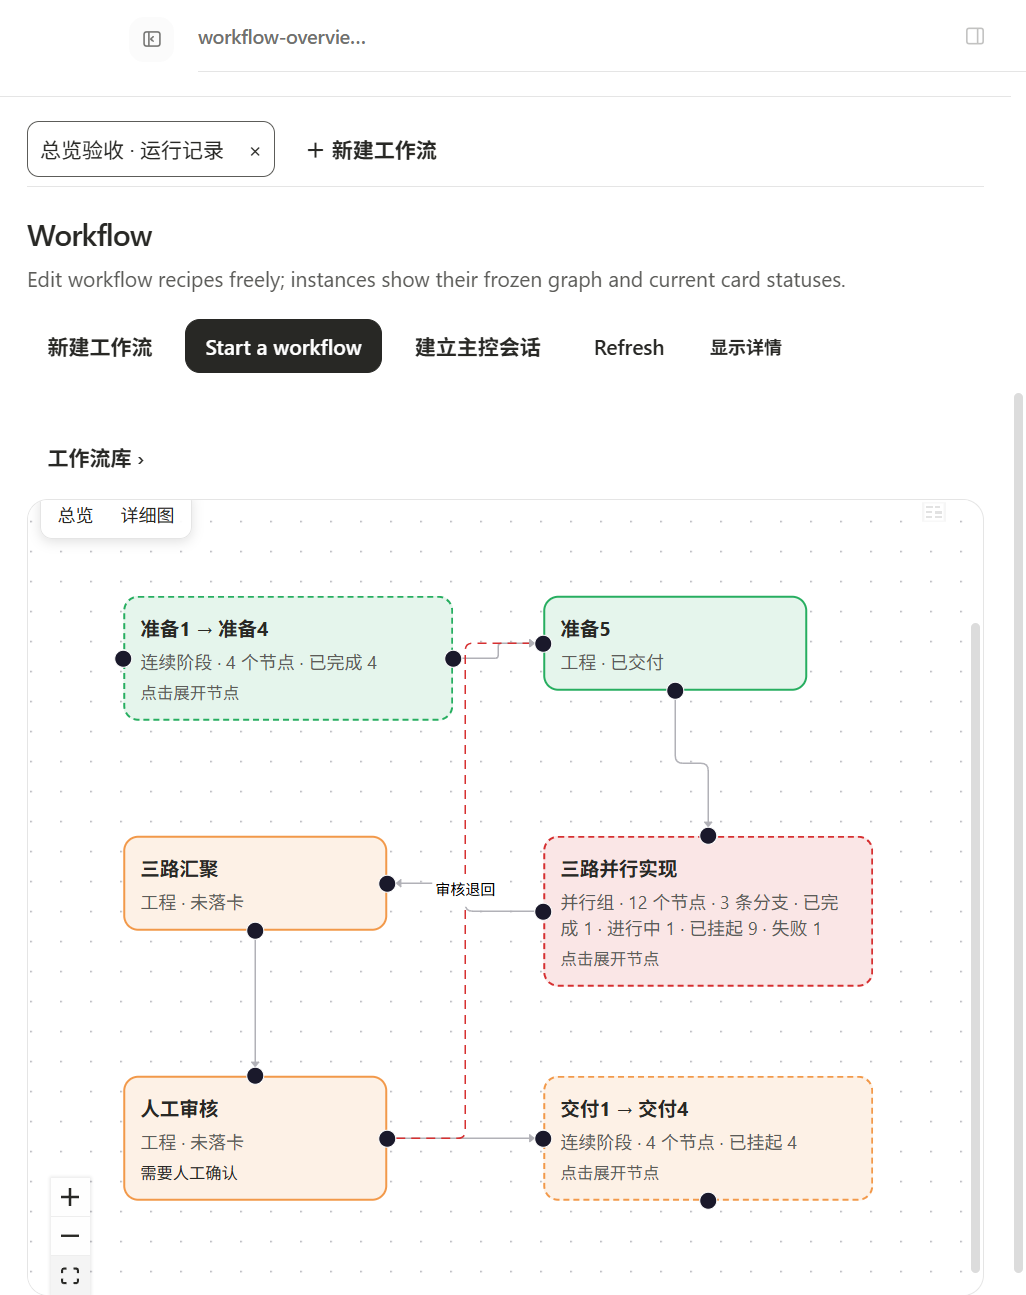 workflow-overvie...
总览验收 · 运行记录 ×
+ 新建工作流
Workflow
Edit workflow recipes freely; instances show their frozen graph and current card statuses.
新建工作流 Start a workflow 建立主控会话 Refresh 显示详情
工作流库 ›
总览 详细图
准备1 → 准备4
连续阶段 · 4 个节点 · 已完成 4
点击展开节点
准备5
工程 · 已交付
三路汇聚
工程 · 未落卡
审核退回
三路并行实现
并行组 · 12 个节点 · 3 条分支 · 已完
成 1 · 进行中 1 · 已挂起 9 · 失败 1
点击展开节点
人工审核
工程 · 未落卡
需要人工确认
交付1 → 交付4
连续阶段 · 4 个节点 · 已挂起 4
点击展开节点